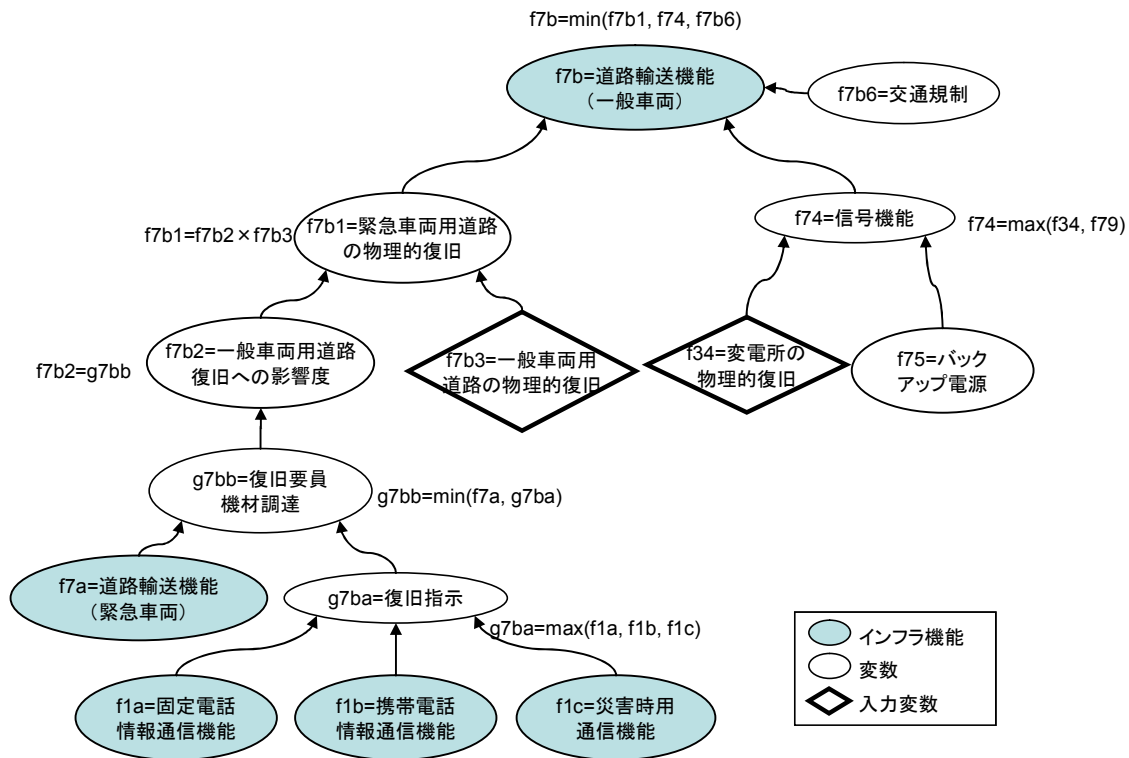 f7b=min(f7b1, f74, f7b6)
f7b=道路輸送機能
（一般車両）
f7b6=交通規制
f7b1=f7b2×f7b3
f7b1=緊急車両用道路
の物理的復旧
f74=信号機能
f74=max(f34, f79)
f7b2=g7bb
f7b2=一般車両用道路
復旧への影響度
f7b3=一般車両用
道路の物理的復旧
f34=変電所の
物理的復旧
f75=バック
アップ電源
g7bb=復旧要員
機材調達
g7bb=min(f7a, g7ba)
f7a=道路輸送機能
（緊急車両）
g7ba=復旧指示
g7ba=max(f1a, f1b, f1c)
f1a=固定電話
情報通信機能
f1b=携帯電話
情報通信機能
f1c=災害時用
通信機能
インフラ機能
変数
入力変数